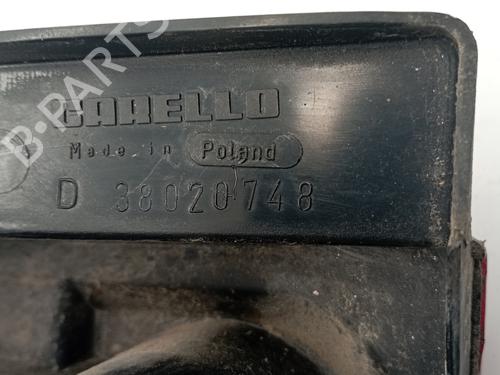 B-PARTS
CARELLO
Made in Poland
D 38020748